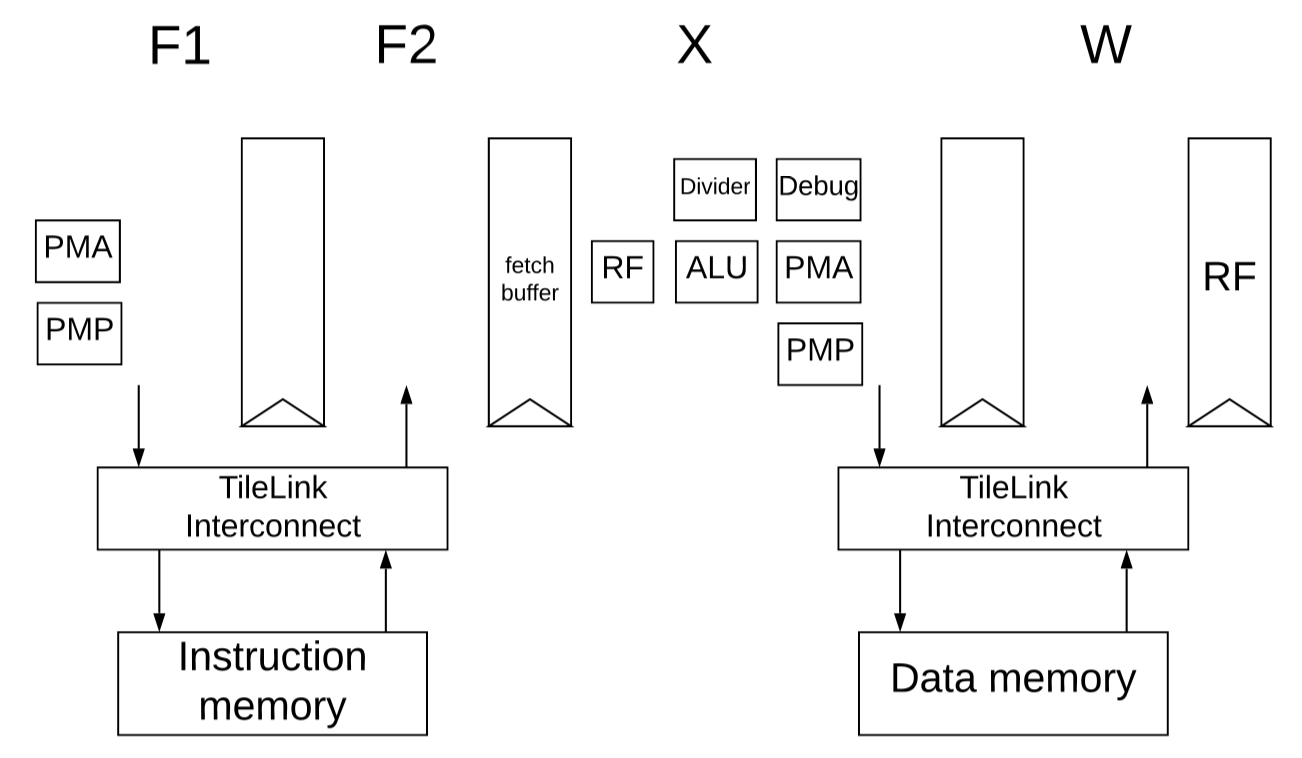 F1
F2
X
W
PMA
PMP
fetch
buffer
RF
Divider
Debug
ALU
PMA
PMP
RF
TileLink
Interconnect
TileLink
Interconnect
Instruction
memory
Data memory